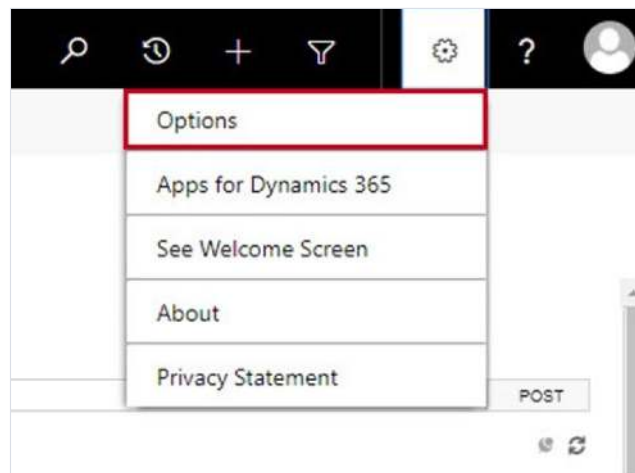 ?
Options
Apps for Dynamics 365
See Welcome Screen
About
Privacy Statement
POST